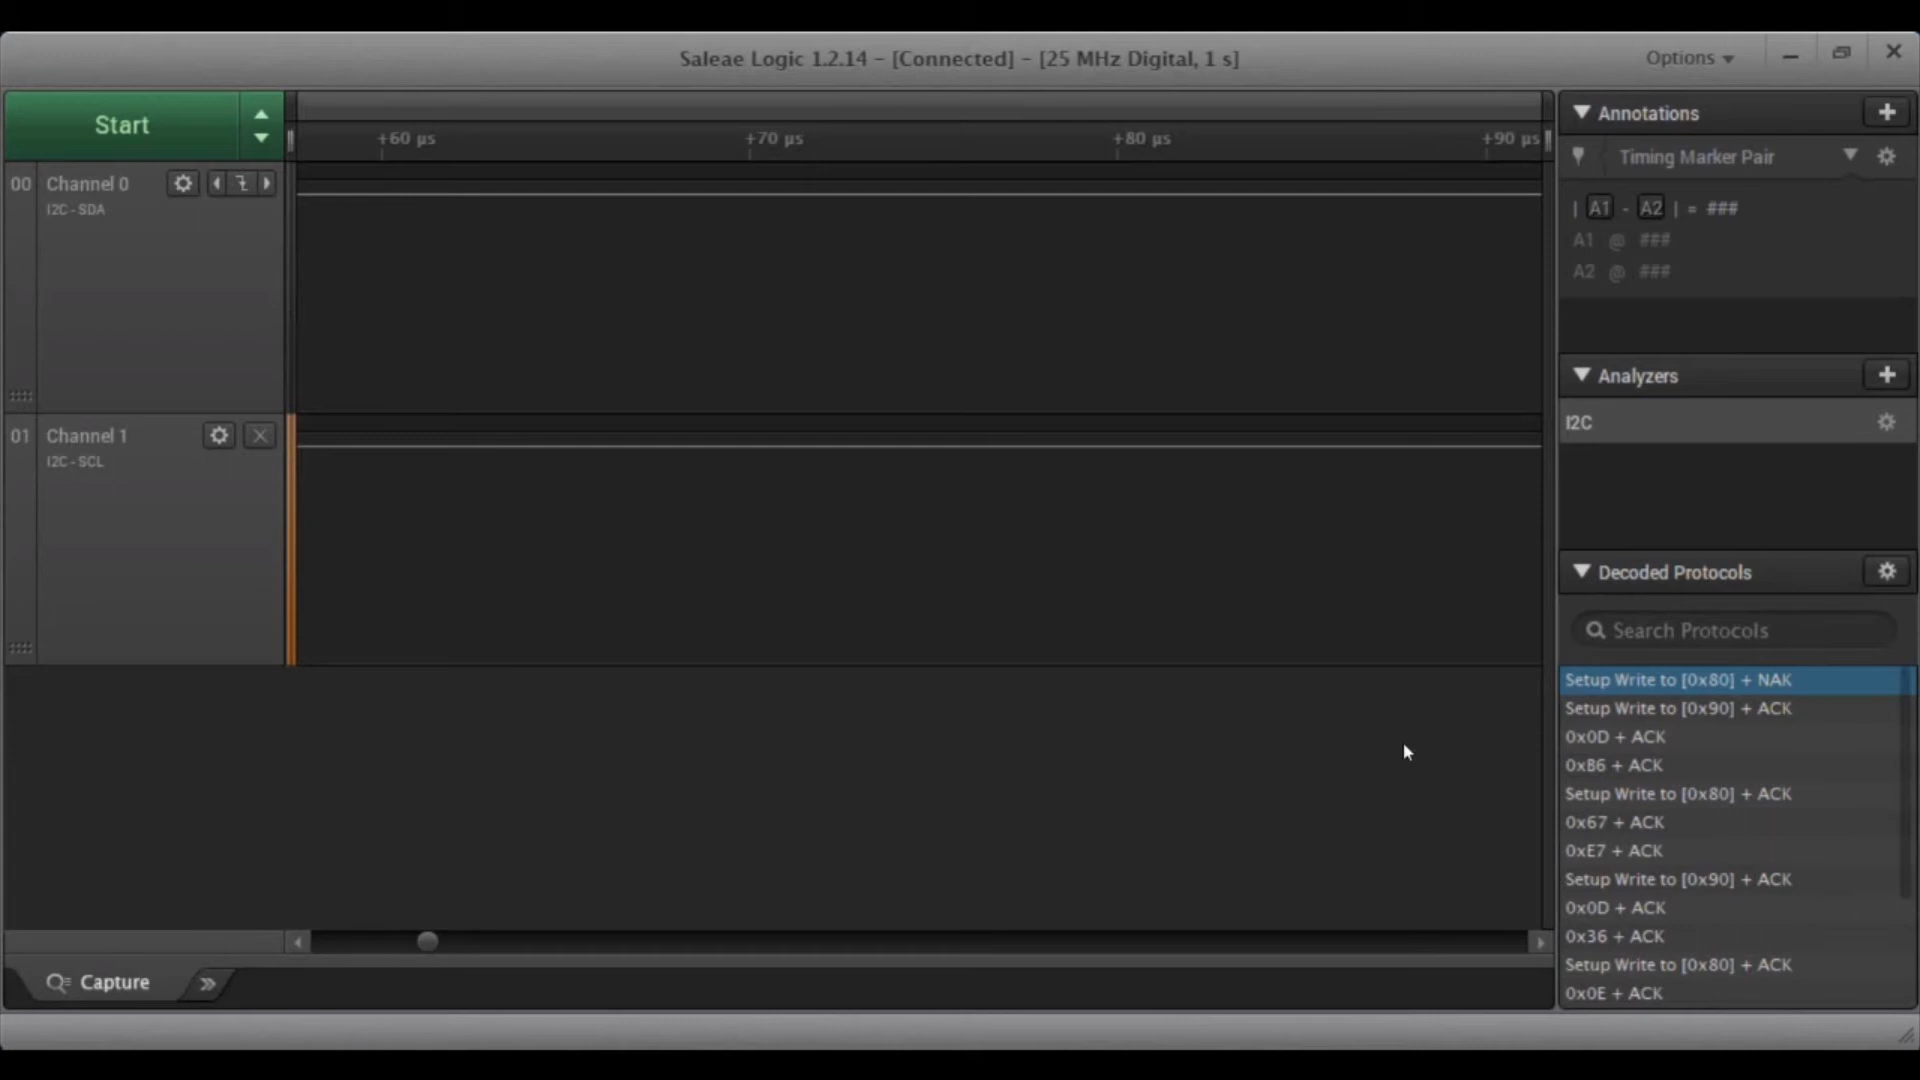 Saleae Logic 1.2.14 - [Connected] - [25 MHz Digital, 1 s]
Options
Start
+60 µs
+70 µs
+80 µs
+90 µs
00
Channel 0
I2C - SDA
01
Channel 1
I2C - SCL
Capture
Annotations
Timing Marker Pair
| A1 - A2 | = ###
A1 @ ###
A2 @ ###
Analyzers
I2C
Decoded Protocols
Search Protocols
Setup Write to [0x80] + NAK
Setup Write to [0x90] + ACK
0x0D + ACK
0xB6 + ACK
Setup Write to [0x80] + ACK
0x67 + ACK
0xE7 + ACK
Setup Write to [0x90] + ACK
0x0D + ACK
0x36 + ACK
Setup Write to [0x80] + ACK
0x0E + ACK